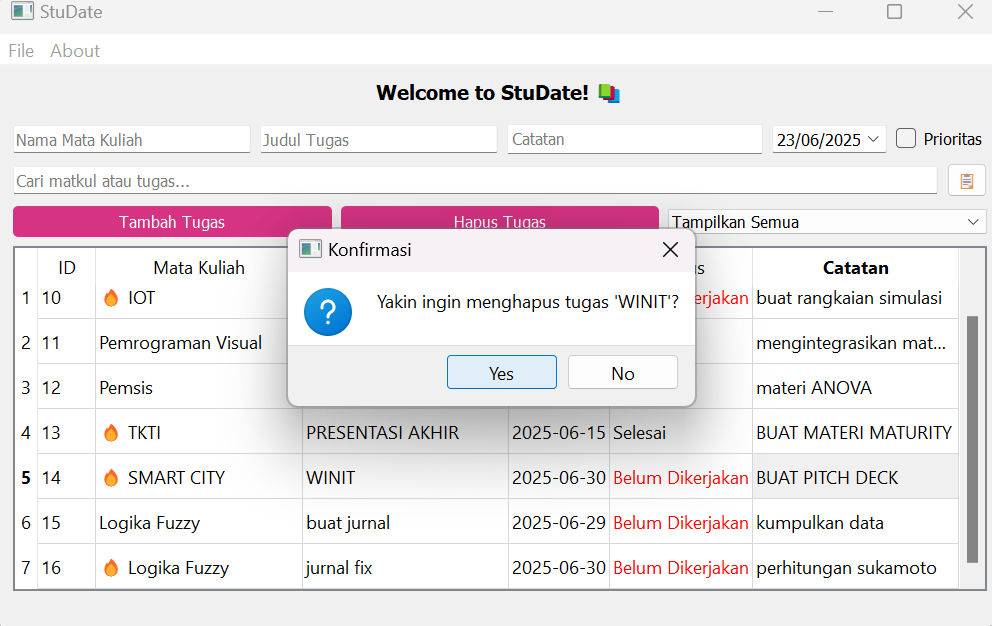 StuDate
File About
Welcome to StuDate!
Nama Mata Kuliah Judul Tugas Catatan 23/06/2025 Prioritas
Cari matkul atau tugas...
Tambah Tugas Hapus Tugas Tampilkan Semua
Konfirmasi
Yakin ingin menghapus tugas 'WINIT'?
Yes No
ID Mata Kuliah Catatan
1 10 IOT buat rangkaian simulasi
2 11 Pemrograman Visual mengintegrasikan mat...
3 12 Pemsis materi ANOVA
4 13 TKTI PRESENTASI AKHIR 2025-06-15 Selesai BUAT MATERI MATURITY
5 14 SMART CITY WINIT 2025-06-30 Belum Dikerjakan BUAT PITCH DECK
6 15 Logika Fuzzy buat jurnal 2025-06-29 Belum Dikerjakan kumpulkan data
7 16 Logika Fuzzy jurnal fix 2025-06-30 Belum Dikerjakan perhitungan sukamoto